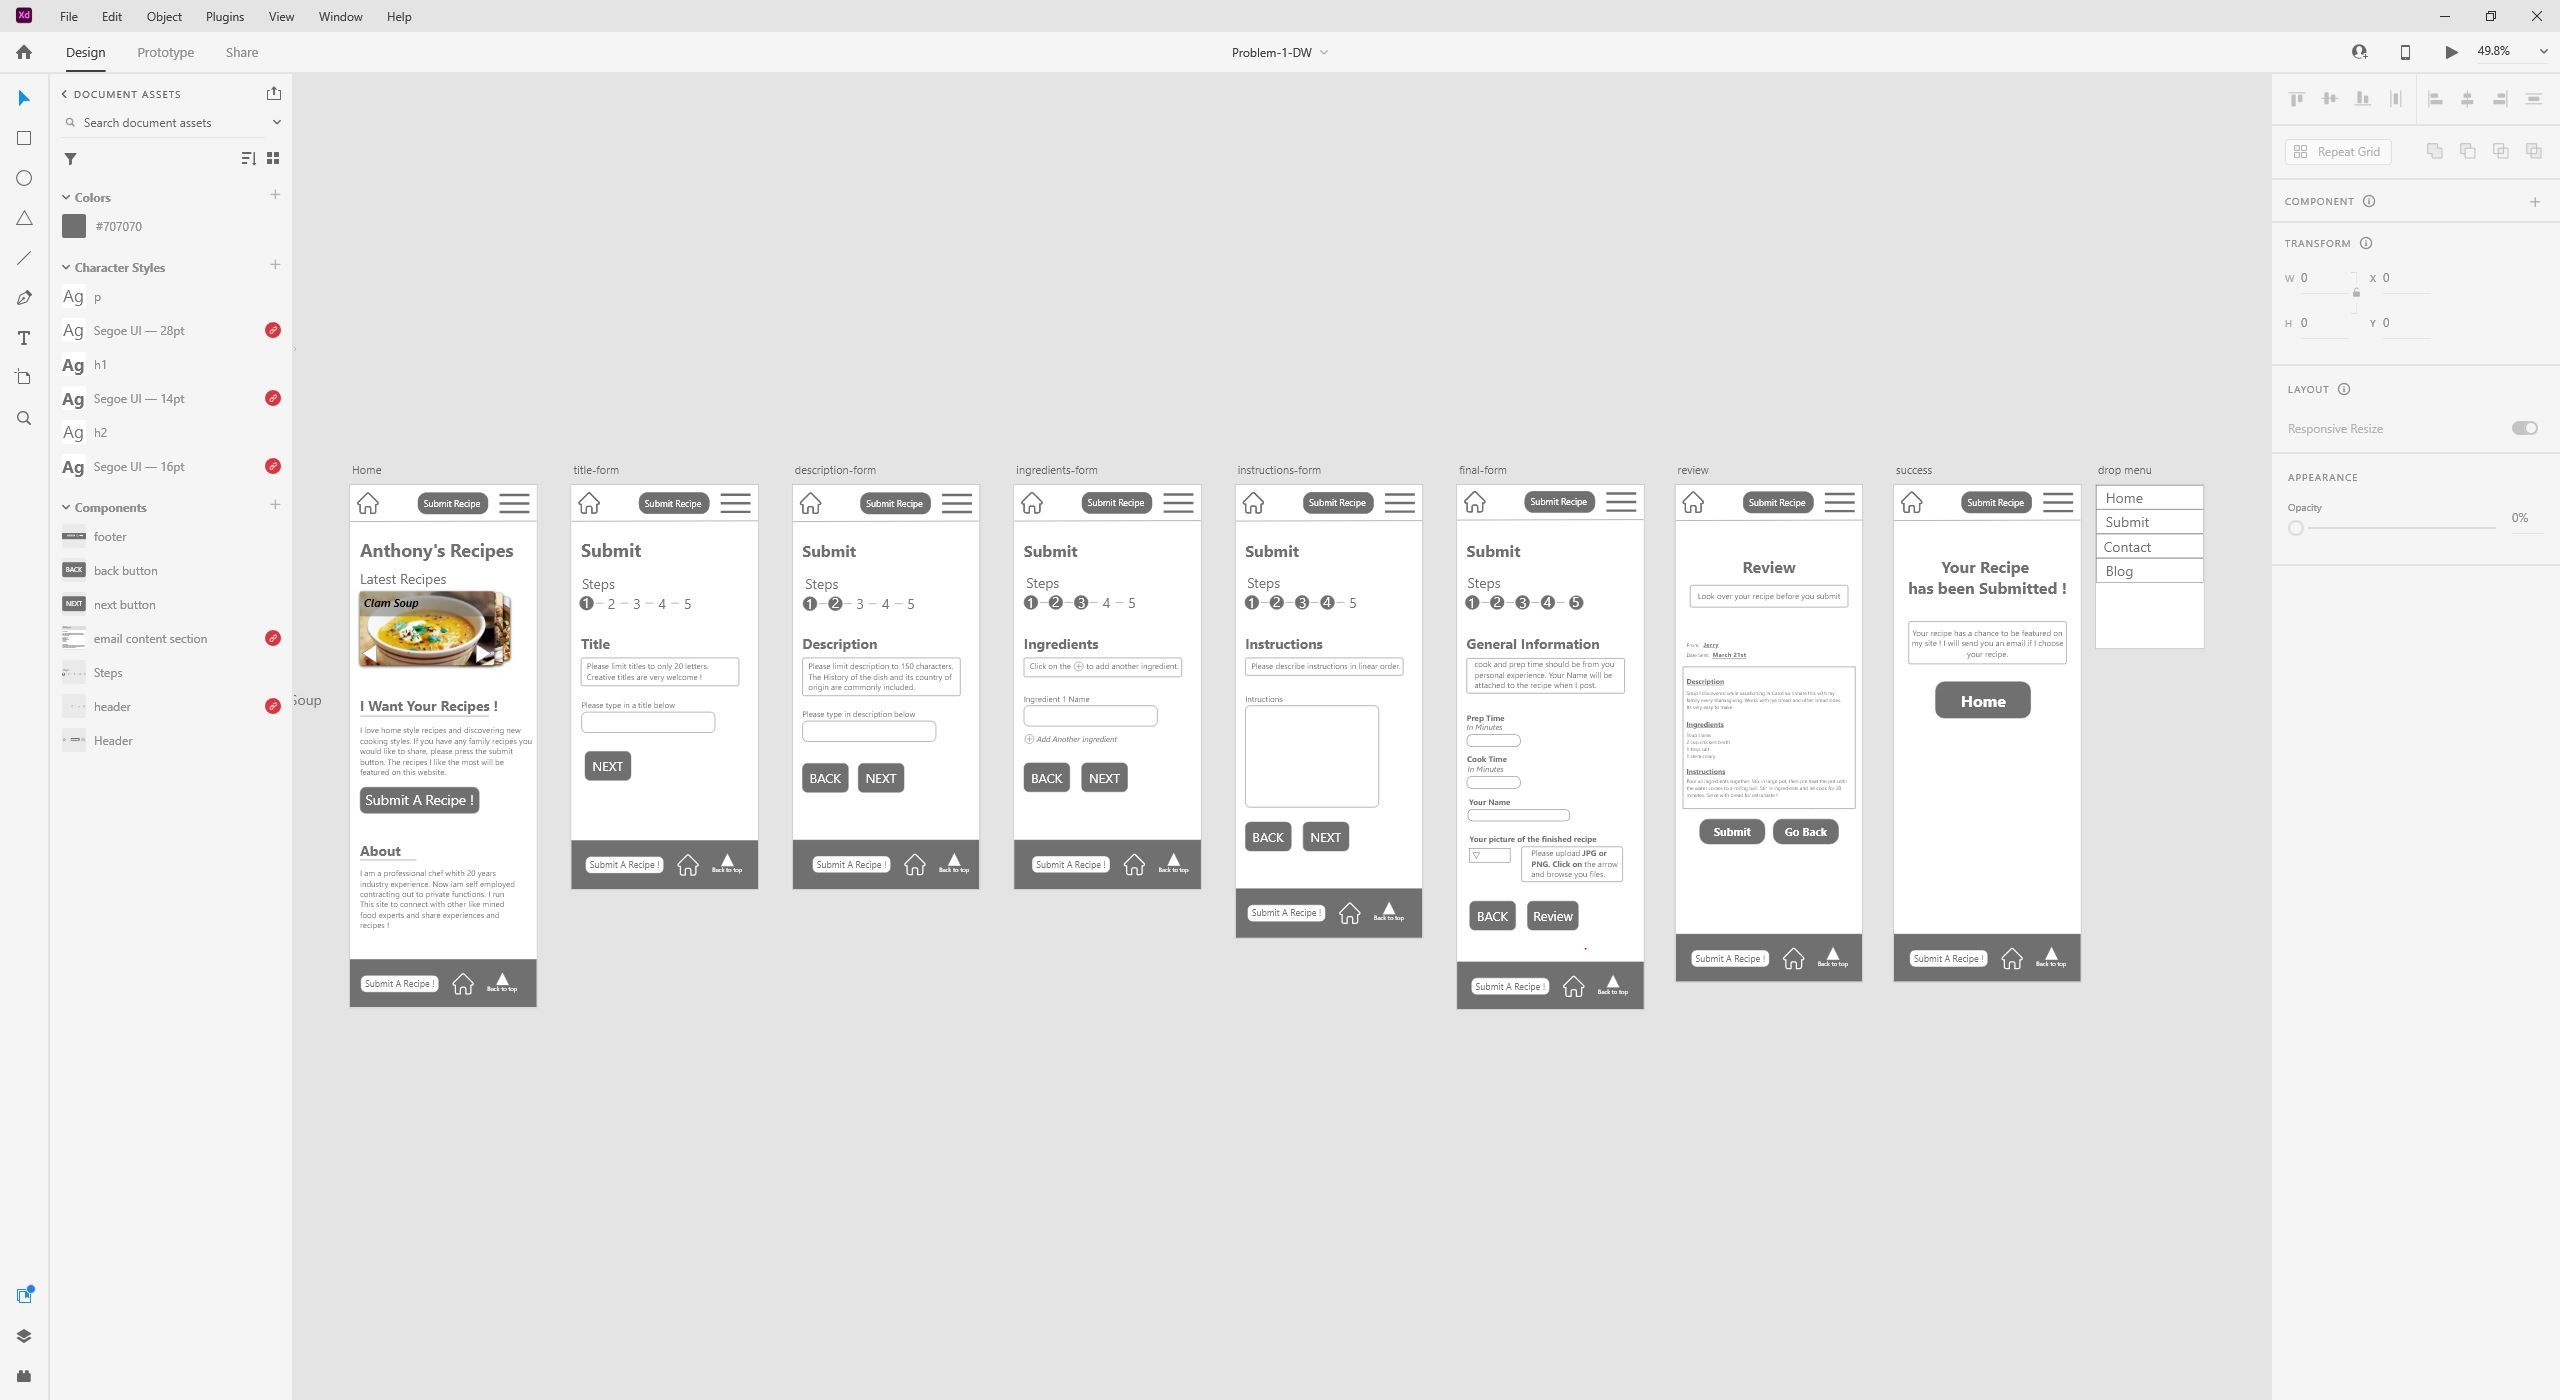 Xd
File Edit Object Plugins View Window Help
Design Prototype Share
Problem-1-DW
49.8%
DOCUMENT ASSETS
Search document assets
Colors
#707070
Character Styles
Ag p
Ag Segoe UI — 28pt
Ag h1
Ag Segoe UI — 14pt
Ag h2
Ag Segoe UI — 16pt
Components
footer
BACK back button
NEXT next button
email content section
Steps
header
Header
Soup
Home
Submit Recipe
Anthony's Recipes
Latest Recipes
Clam Soup
I Want Your Recipes !
I love home style recipes and discovering new
cooking styles. If you have any family recipes you
would like to share, please press the submit
button. The recipes I like the most will be
featured on this website.
Submit A Recipe !
About
I am a professional chef whith 20 years
industry experience. Now iam self employed
contracting out to private functions. I run
This site to connect with other like mined
food experts and share experiences and
recipes !
Submit A Recipe !
Back to top
title-form
Submit Recipe
Submit
Steps
1 – 2 – 3 – 4 – 5
Title
Please limit titles to only 20 letters.
Creative titles are very welcome !
Please type in a title below
NEXT
Submit A Recipe !
Back to top
description-form
Submit Recipe
Submit
Steps
1 – 2 – 3 – 4 – 5
Description
Please limit description to 150 characters.
The History of the dish and its country of
origin are commonly included.
Please type in description below
BACK NEXT
Submit A Recipe !
Back to top
ingredients-form
Submit Recipe
Submit
Steps
1 – 2 – 3 – 4 – 5
Ingredients
Click on the to add another ingredient.
Ingredient 1 Name
Add Another ingredient
BACK NEXT
Submit A Recipe !
Back to top
instructions-form
Submit Recipe
Submit
Steps
1 – 2 – 3 – 4 – 5
Instructions
Please describe instructions in linear order.
Intructions
BACK NEXT
Submit A Recipe !
Back to top
final-form
Submit Recipe
Submit
Steps
1 – 2 – 3 – 4 – 5
General Information
cook and prep time should be from you
personal experience. Your Name will be
attached to the recipe when I post.
Prep Time
In Minutes
Cook Time
In Minutes
Your Name
Your picture of the finished recipe
Please upload JPG or
PNG. Click on the arrow
and browse you files.
BACK Review
Submit A Recipe !
Back to top
review
Submit Recipe
Review
Look over your recipe before you submit
From Jerry
Date Sent March 21st
Description
family every thanksgiving. Works with rye bread and other bread sides.
Its very easy to make.
Ingredients
2 cup chicken broth
Instructions
Submit Go Back
Submit A Recipe !
Back to top
success
Submit Recipe
Your Recipe
has been Submitted !
Your recipe has a chance to be featured on
my site ! I will send you an email if I choose
your recipe.
Home
Submit A Recipe !
Back to top
drop menu
Home
Submit
Contact
Blog
Repeat Grid
COMPONENT
TRANSFORM
W 0 X 0
H 0 Y 0
LAYOUT
Responsive Resize
APPEARANCE
Opacity
0%